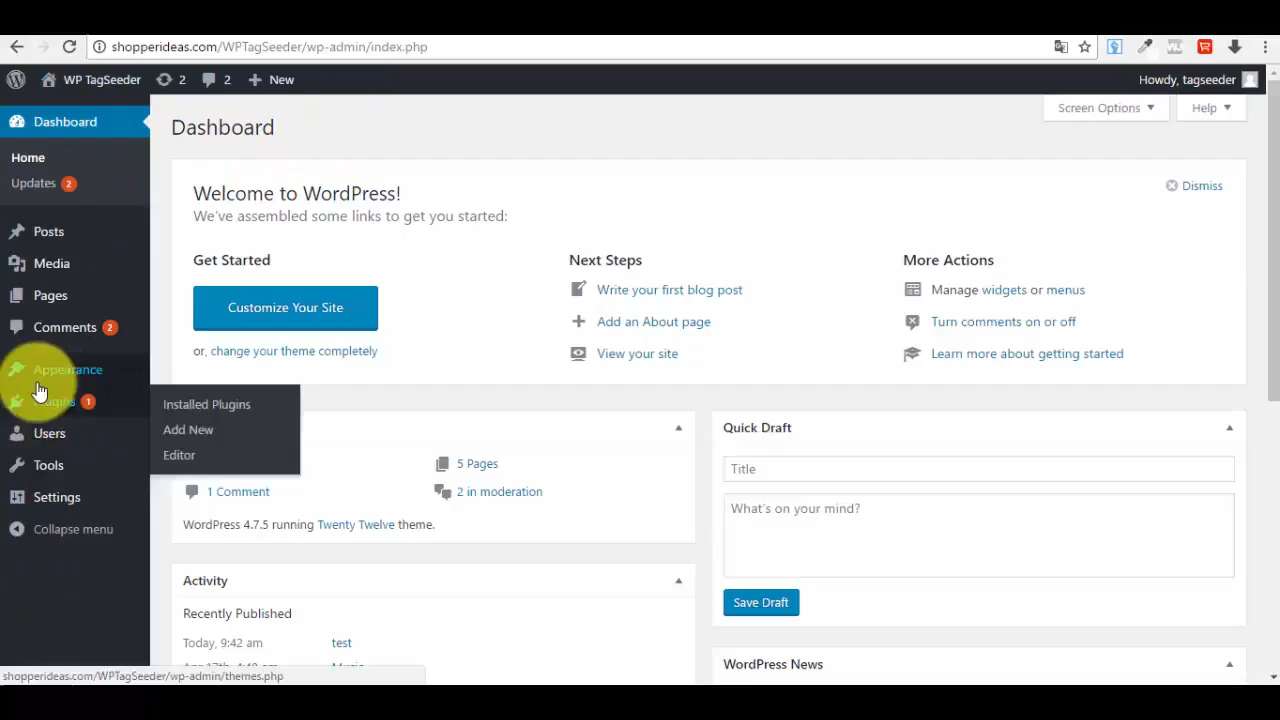 shopperideas.com/WPTagSeeder/wp-admin/index.php
WP TagSeeder 2 2 New Howdy, tagseeder
Dashboard
Home
Updates 2
Posts
Media
Pages
Comments 2
Appearance
Plugins 1
Users
Tools
Settings
Collapse menu
Installed Plugins
Add New
Editor
Screen Options Help
Dashboard
Welcome to WordPress!
We've assembled some links to get you started:
Dismiss
Get Started
Customize Your Site
or, change your theme completely
Next Steps
Write your first blog post
Add an About page
View your site
More Actions
Manage widgets or menus
Turn comments on or off
Learn more about getting started
5 Pages
1 Comment 2 in moderation
WordPress 4.7.5 running Twenty Twelve theme.
Activity
Recently Published
Today, 9:42 am test
Quick Draft
Title
What's on your mind?
Save Draft
WordPress News
shopperideas.com/WPTagSeeder/wp-admin/themes.php